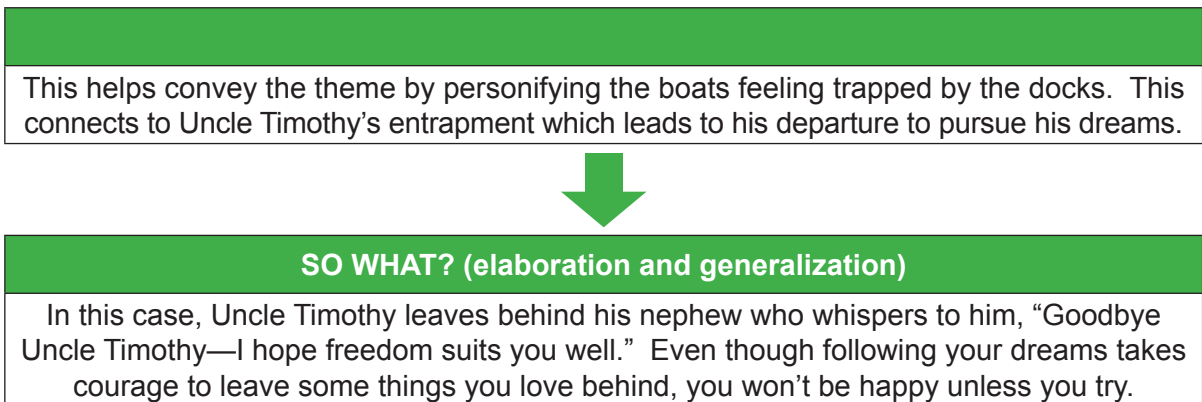 This helps convey the theme by personifying the boats feeling trapped by the docks.  This
connects to Uncle Timothy’s entrapment which leads to his departure to pursue his dreams.
SO WHAT? (elaboration and generalization)
In this case, Uncle Timothy leaves behind his nephew who whispers to him, “Goodbye
Uncle Timothy—I hope freedom suits you well.”  Even though following your dreams takes
courage to leave some things you love behind, you won’t be happy unless you try.